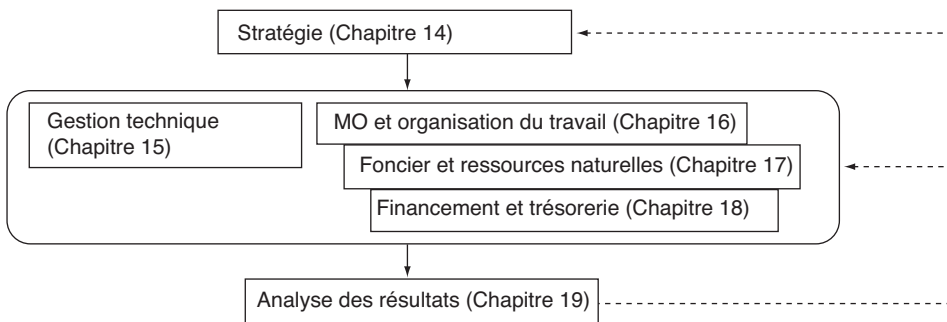 Stratégie (Chapitre 14)
Gestion technique
(Chapitre 15)
MO et organisation du travail (Chapitre 16)
Foncier et ressources naturelles (Chapitre 17)
Financement et trésorerie (Chapitre 18)
Analyse des résultats (Chapitre 19)